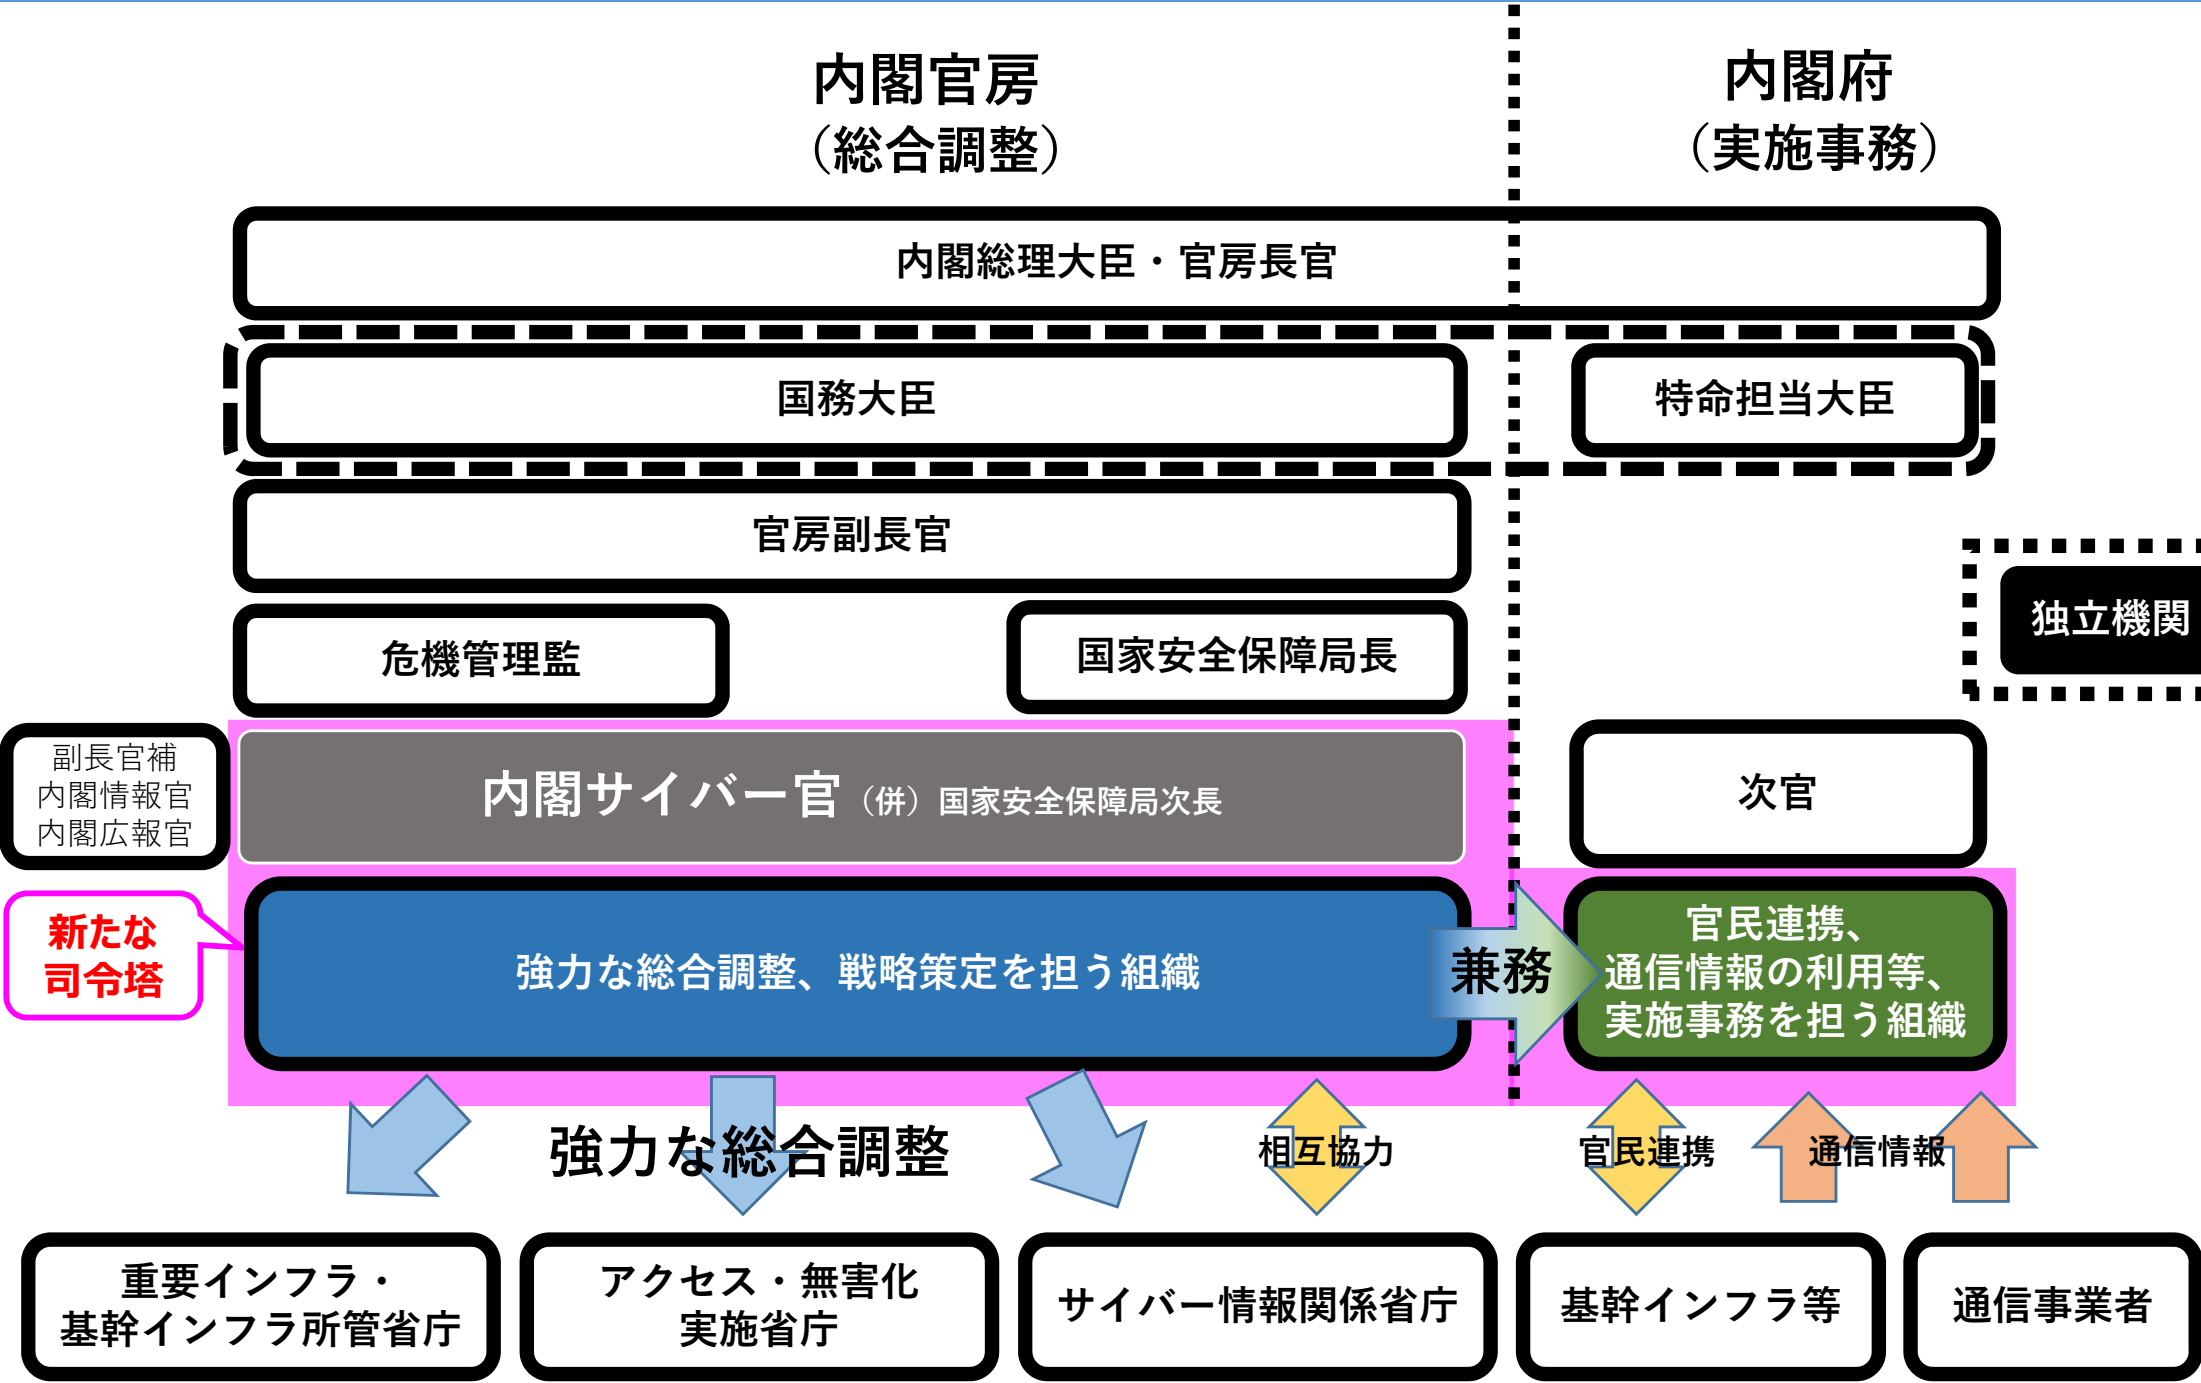 内閣官房
（総合調整）
内閣府
（実施事務）
内閣総理大臣・官房長官
国務大臣
特命担当大臣
官房副長官
独立機関
危機管理監
国家安全保障局長
副長官補
内閣情報官
内閣広報官
内閣サイバー官（併）国家安全保障局次長
次官
新たな
司令塔
強力な総合調整、戦略策定を担う組織
兼務
官民連携、
通信情報の利用等、
実施事務を担う組織
強力な総合調整
相互協力
官民連携
通信情報
重要インフラ・
基幹インフラ所管省庁
アクセス・無害化
実施省庁
サイバー情報関係省庁
基幹インフラ等
通信事業者